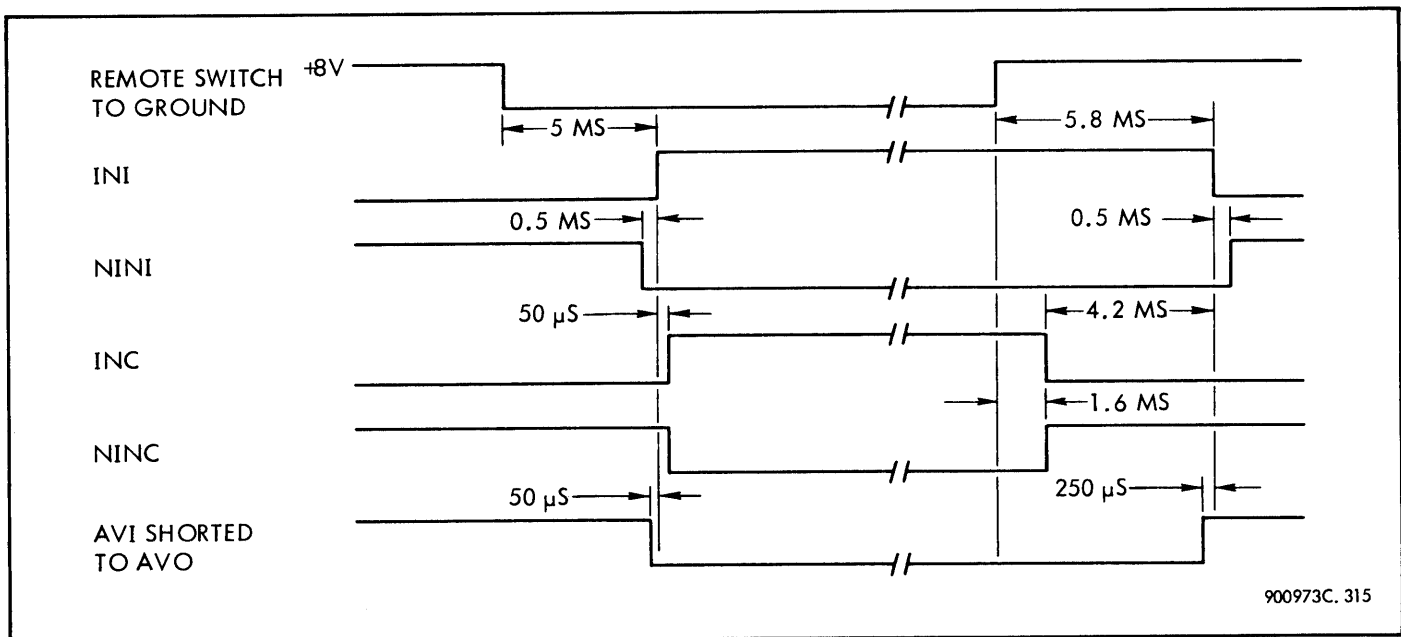 REMOTE SWITCH +8V
TO GROUND
5 MS
5.8 MS
INI
0.5 MS
0.5 MS
NINI
50 µS
4.2 MS
INC
1.6 MS
NINC
50 µS
250 µS
AVI SHORTED
TO AVO
900973C. 315